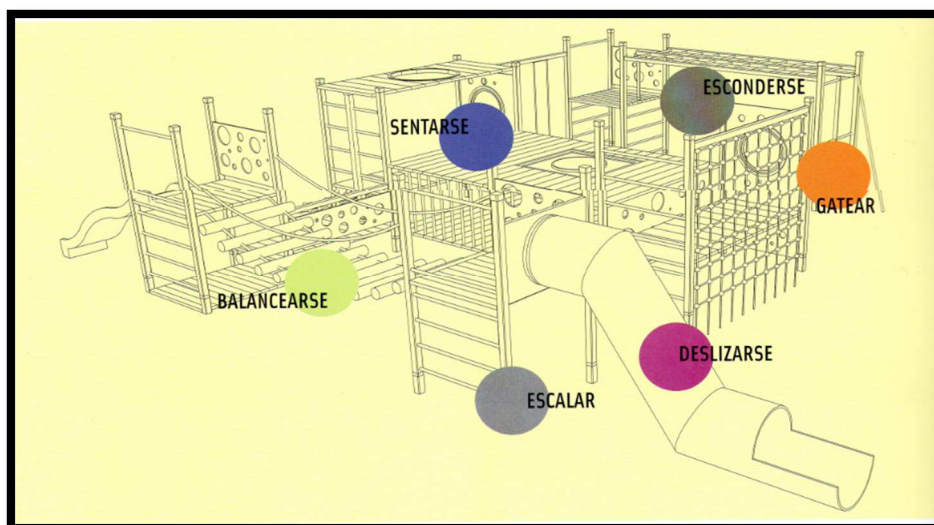 ESCONDERSE
SENTARSE
GATEAR
BALANCEARSE
DESLIZARSE
ESCALAR